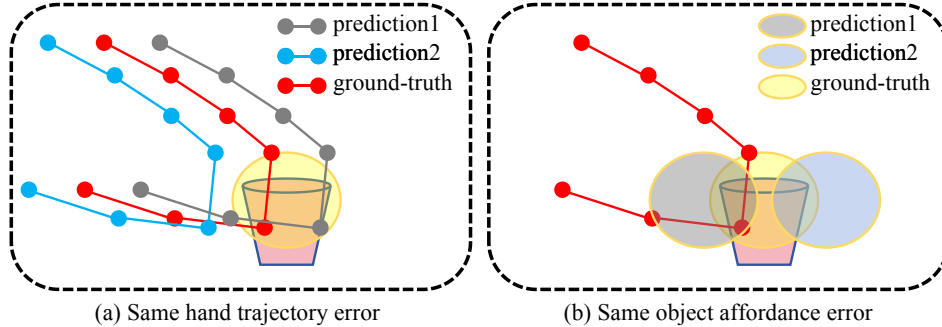 prediction1
prediction2
ground-truth
prediction1
prediction2
ground-truth
(a) Same hand trajectory error
(b) Same object affordance error